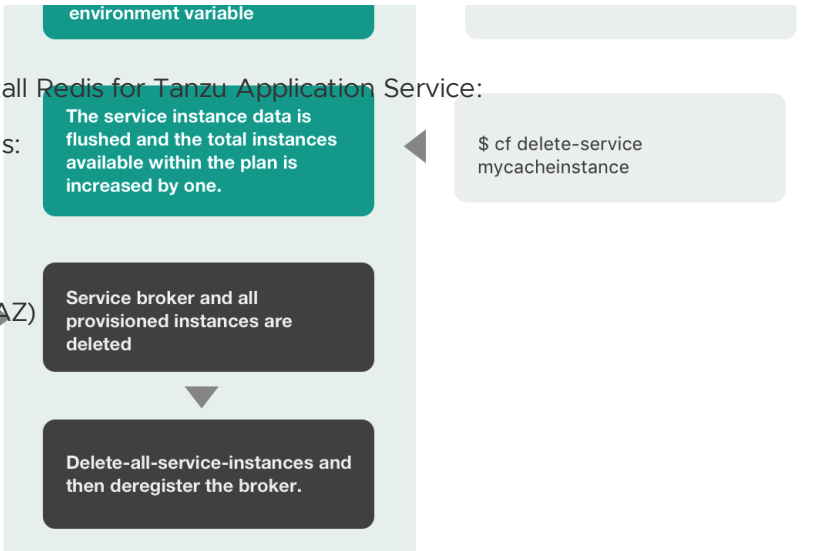 environment variable
all Redis for Tanzu Application Service:
The service instance data is
flushed and the total instances
available within the plan is
increased by one.
s:
$ cf delete-service
mycacheinstance
Service broker and all
provisioned instances are
deleted
AZ)
Delete-all-service-instances and
then deregister the broker.